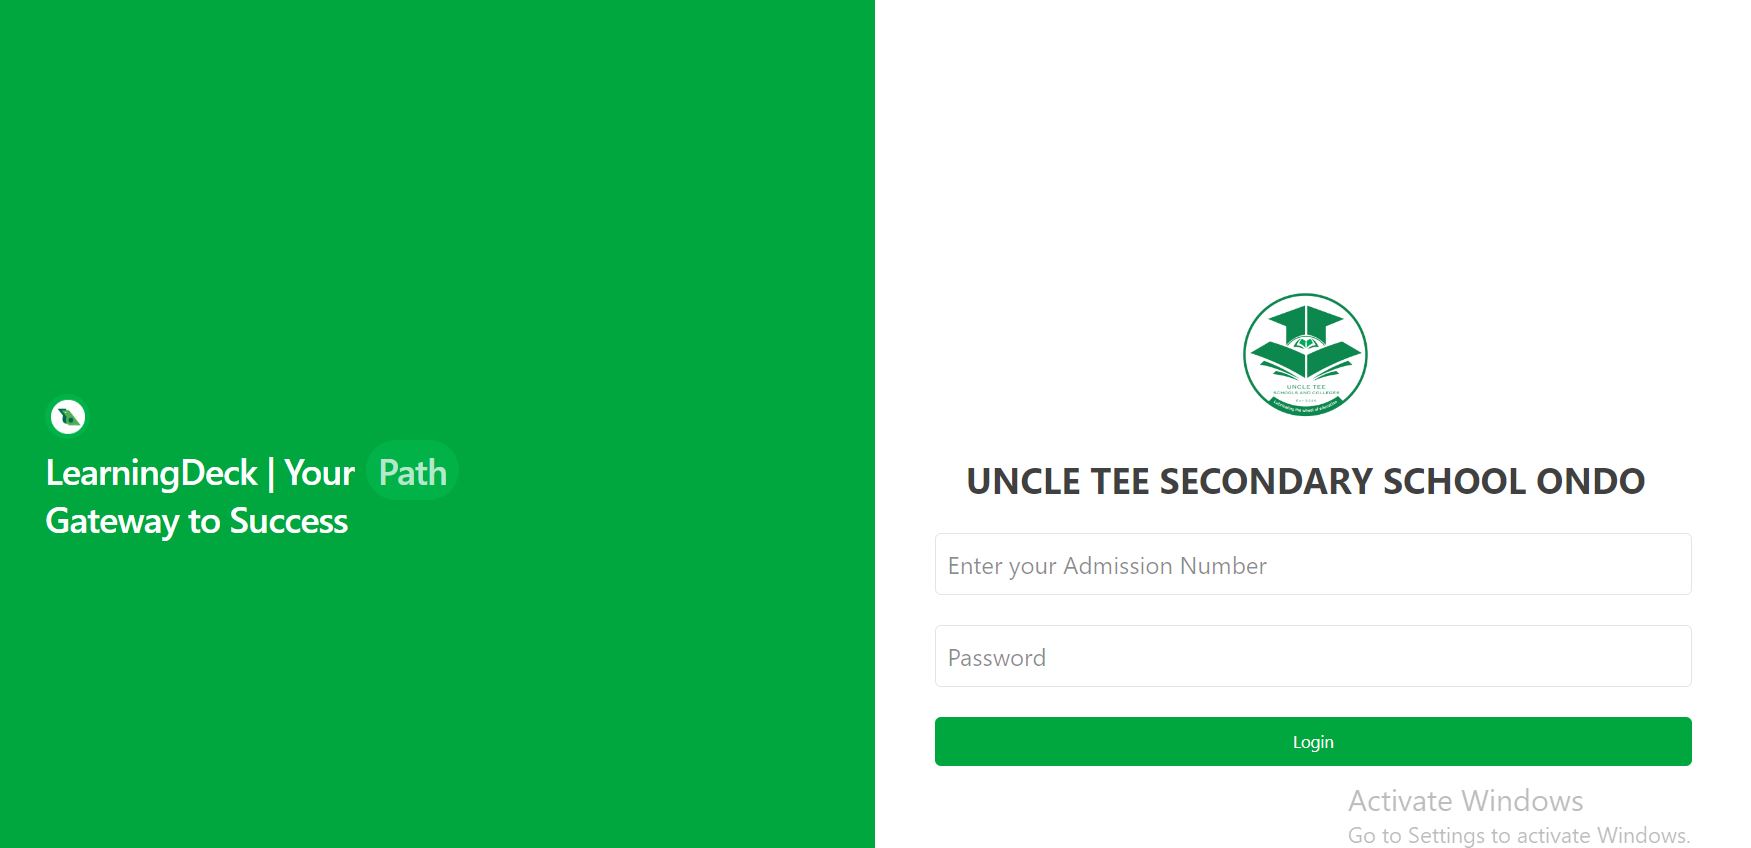 LearningDeck | Your Path
Gateway to Success
UNCLE TEE
SCHOOLS AND COLLEGES
UNCLE TEE SECONDARY SCHOOL ONDO
Enter your Admission Number
Password
Login
Activate Windows
Go to Settings to activate Windows.